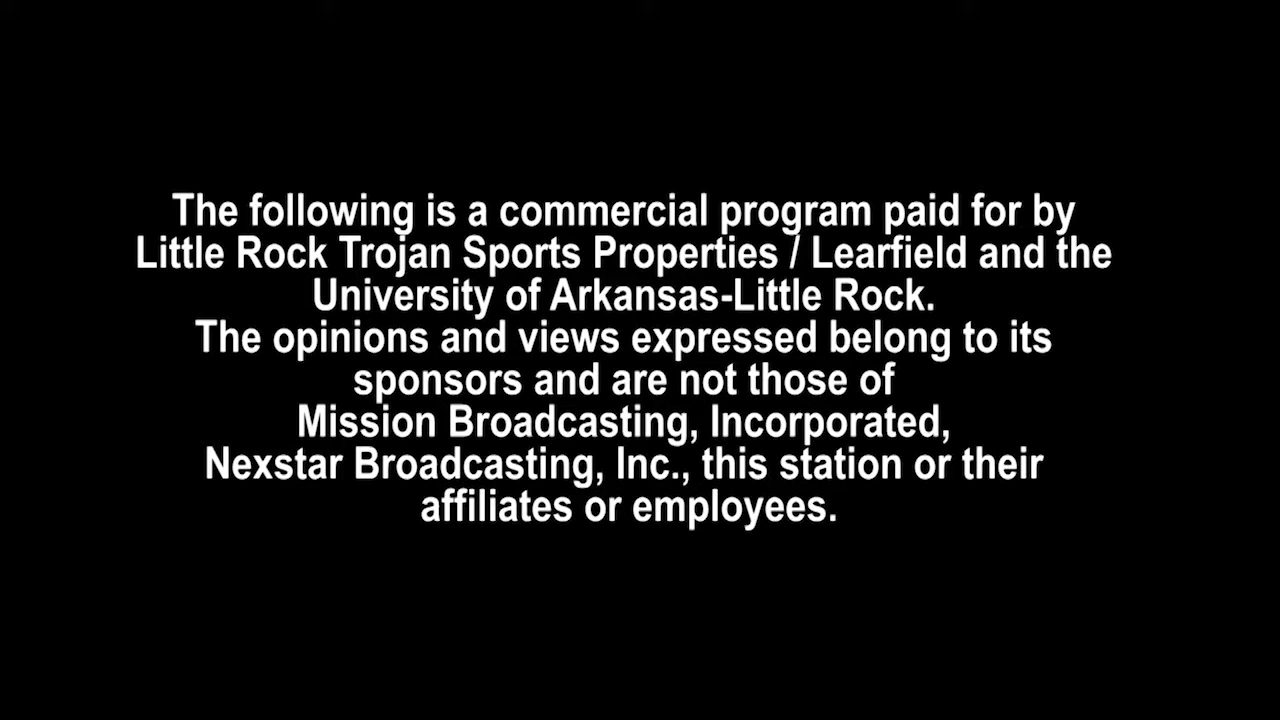 The following is a commercial program paid for by
Little Rock Trojan Sports Properties / Learfield and the
University of Arkansas-Little Rock.
The opinions and views expressed belong to its
sponsors and are not those of
Mission Broadcasting, Incorporated,
Nexstar Broadcasting, Inc., this station or their
affiliates or employees.